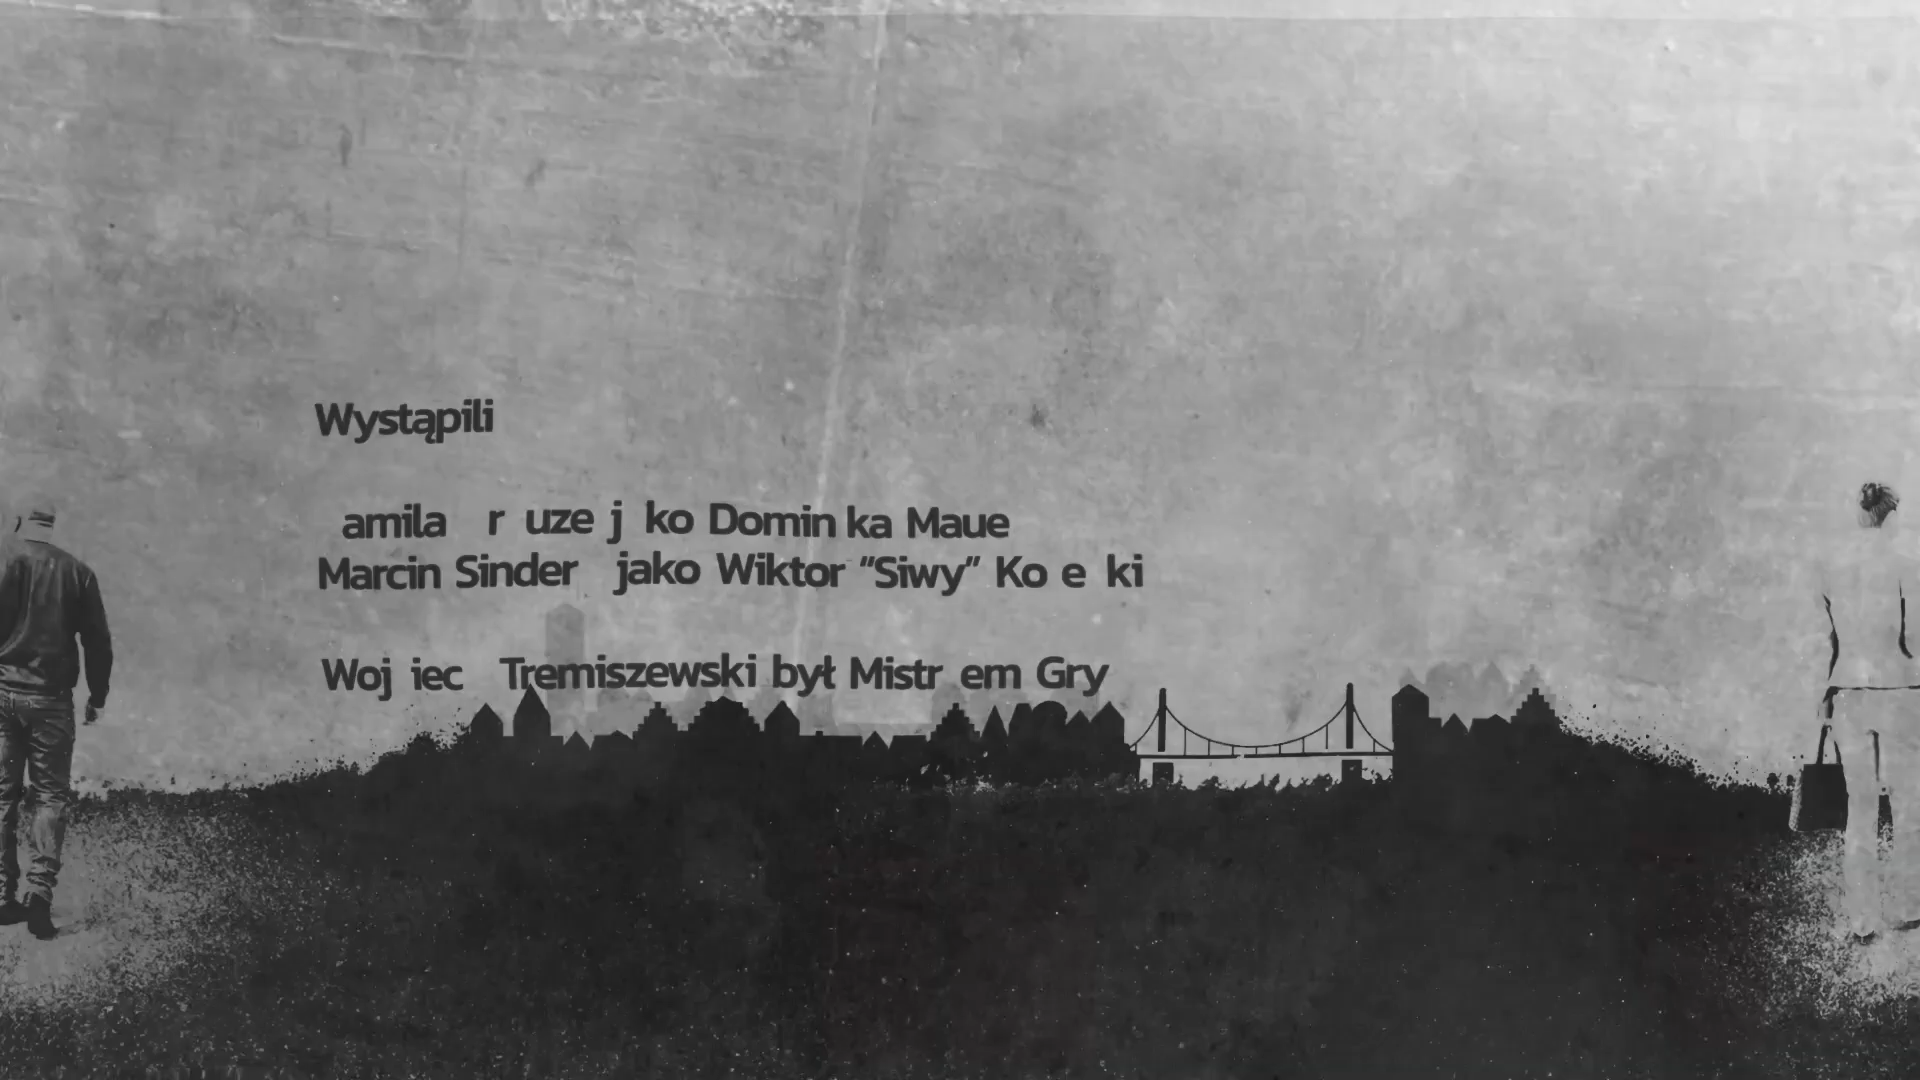 Wystąpili
amila r uze j ko Domin ka Maue
Marcin Sinder jako Wiktor "Siwy" Ko e ki
Woj iec Tremiszewski był Mistr em Gry